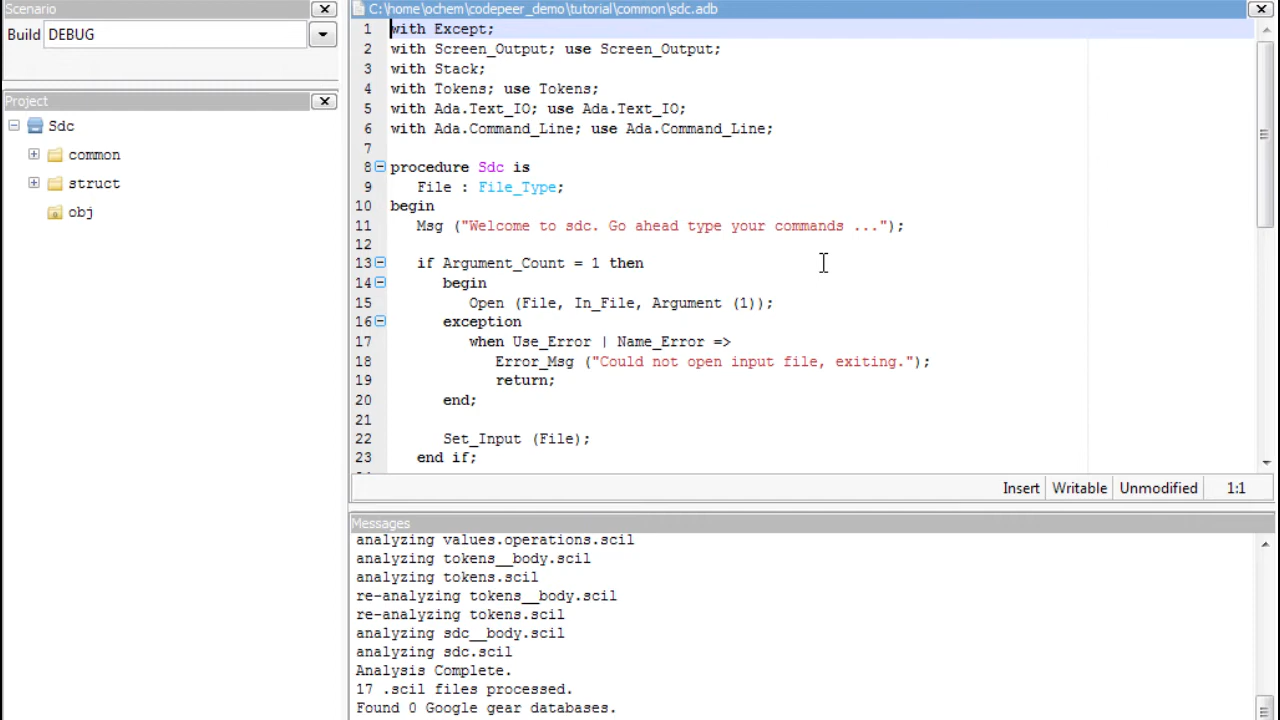 Scenario
Build DEBUG
Project
Sdc
common
struct
obj
C:\home\ochem\codepeer_demo\tutorial\common\sdc.adb
1 with Except;
2 with Screen_Output; use Screen_Output;
3 with Stack;
4 with Tokens; use Tokens;
5 with Ada.Text_IO; use Ada.Text_IO;
6 with Ada.Command_Line; use Ada.Command_Line;
7
8 procedure Sdc is
9 File : File_Type;
10 begin
11 Msg ("Welcome to sdc. Go ahead type your commands ...");
12
13 if Argument_Count = 1 then
14 begin
15 Open (File, In_File, Argument (1));
16 exception
17 when Use_Error | Name_Error =>
18 Error_Msg ("Could not open input file, exiting.");
19 return;
20 end;
21
22 Set_Input (File);
23 end if;
Insert Writable Unmodified 1:1
Messages
analyzing values.operations.scil
analyzing tokens__body.scil
analyzing tokens.scil
re-analyzing tokens__body.scil
re-analyzing tokens.scil
analyzing sdc__body.scil
analyzing sdc.scil
Analysis Complete.
17 .scil files processed.
Found 0 Google gear databases.